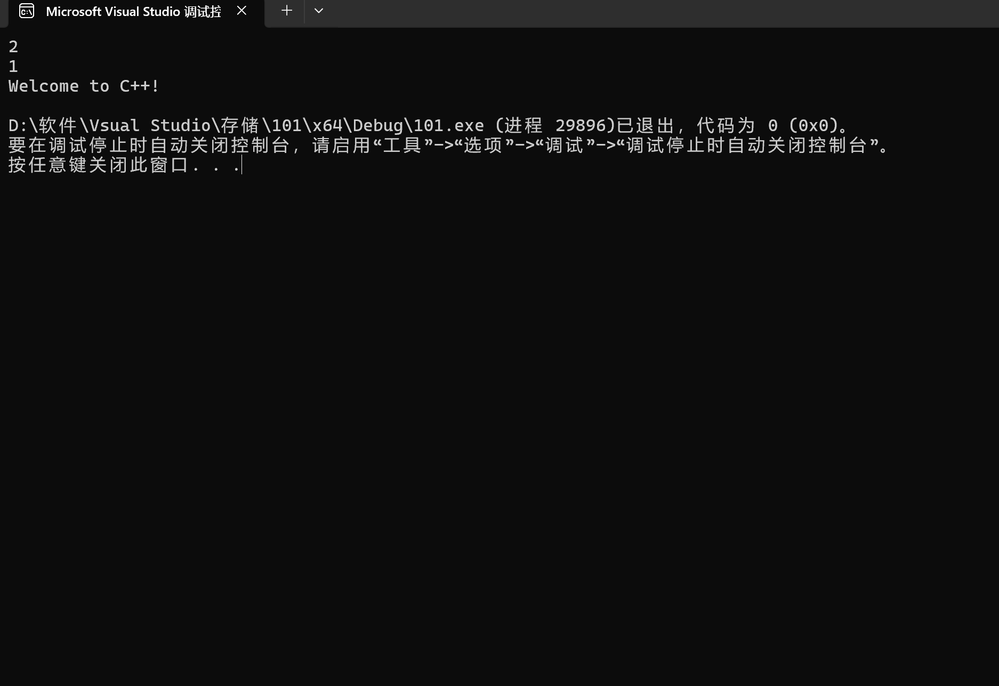 Microsoft Visual Studio 调试控
2
1
Welcome to C++!
D:\软件\Vsual Studio\存储\101\x64\Debug\101.exe (进程 29896)已退出，代码为 0 (0x0)。
要在调试停止时自动关闭控制台，请启用“工具”->“选项”->“调试”->“调试停止时自动关闭控制台”。
按任意键关闭此窗口. . .